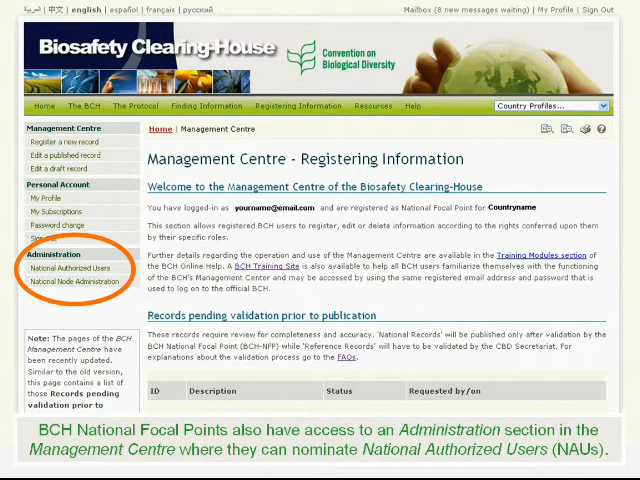 العربية | 中文 | english | español | français | русский
Mailbox (8 new messages waiting) | My Profile | Sign Out
Biosafety Clearing-House
Convention on
Biological Diversity
Home The BCH The Protocol Finding Information Registering Information Resources Help Country Profiles...
Management Centre
Register a new record
Edit a published record
Edit a draft record
Personal Account
My Profile
My Subscriptions
Password change
Administration
National Authorized Users
National Node Administration
Note: The pages of the BCH
Management Centre have
been recently updated.
Similar to the old version,
this page contains a list of
those Records pending
validation prior to
Home | Management Centre
Management Centre - Registering Information
Welcome to the Management Centre of the Biosafety Clearing-House
You have logged-in as yourname@email.com and are registered as National Focal Point for Countryname
This section allows registered BCH users to register, edit or delete information according to the rights conferred upon them
by their specific roles.
Further details regarding the operation and use of the Management Centre are available in the Training Modules section of
the BCH Online Help. A BCH Training Site is also available to help all BCH users familiarize themselves with the functioning
of the BCH's Management Centre and may be accessed by using the same registered email address and password that is
used to log on to the official BCH.
Records pending validation prior to publication
These records require review for completeness and accuracy. 'National Records' will be published only after validation by the
BCH National Focal Point (BCH-NFP) while 'Reference Records' will have to be validated by the CBD Secretariat. For
explanations about the validation process go to the FAQs.
ID Description Status Requested by/on
BCH National Focal Points also have access to an Administration section in the
Management Centre where they can nominate National Authorized Users (NAUs).